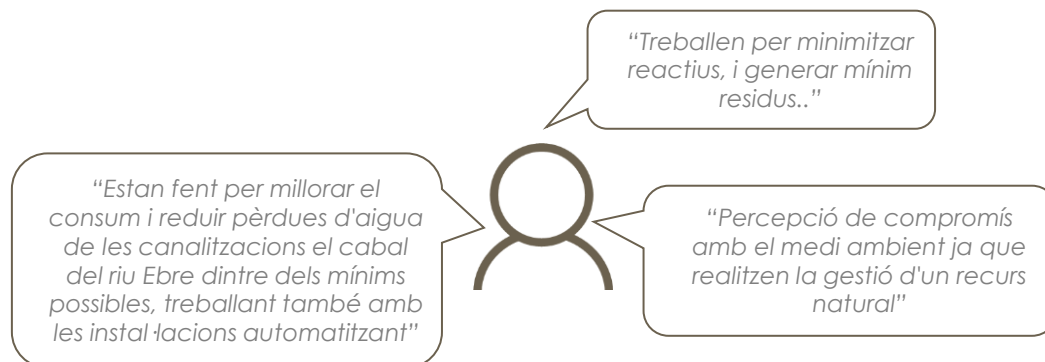 “Treballen per minimitzar
reactius, i generar mínim
residus..”
“Estan fent per millorar el
consum i reduir pèrdues d'aigua
de les canalitzacions el cabal
del riu Ebre dintre dels mínims
possibles, treballant també amb
les instal·lacions automatitzant”
“Percepció de compromís
amb el medi ambient ja que
realitzen la gestió d'un recurs
natural”